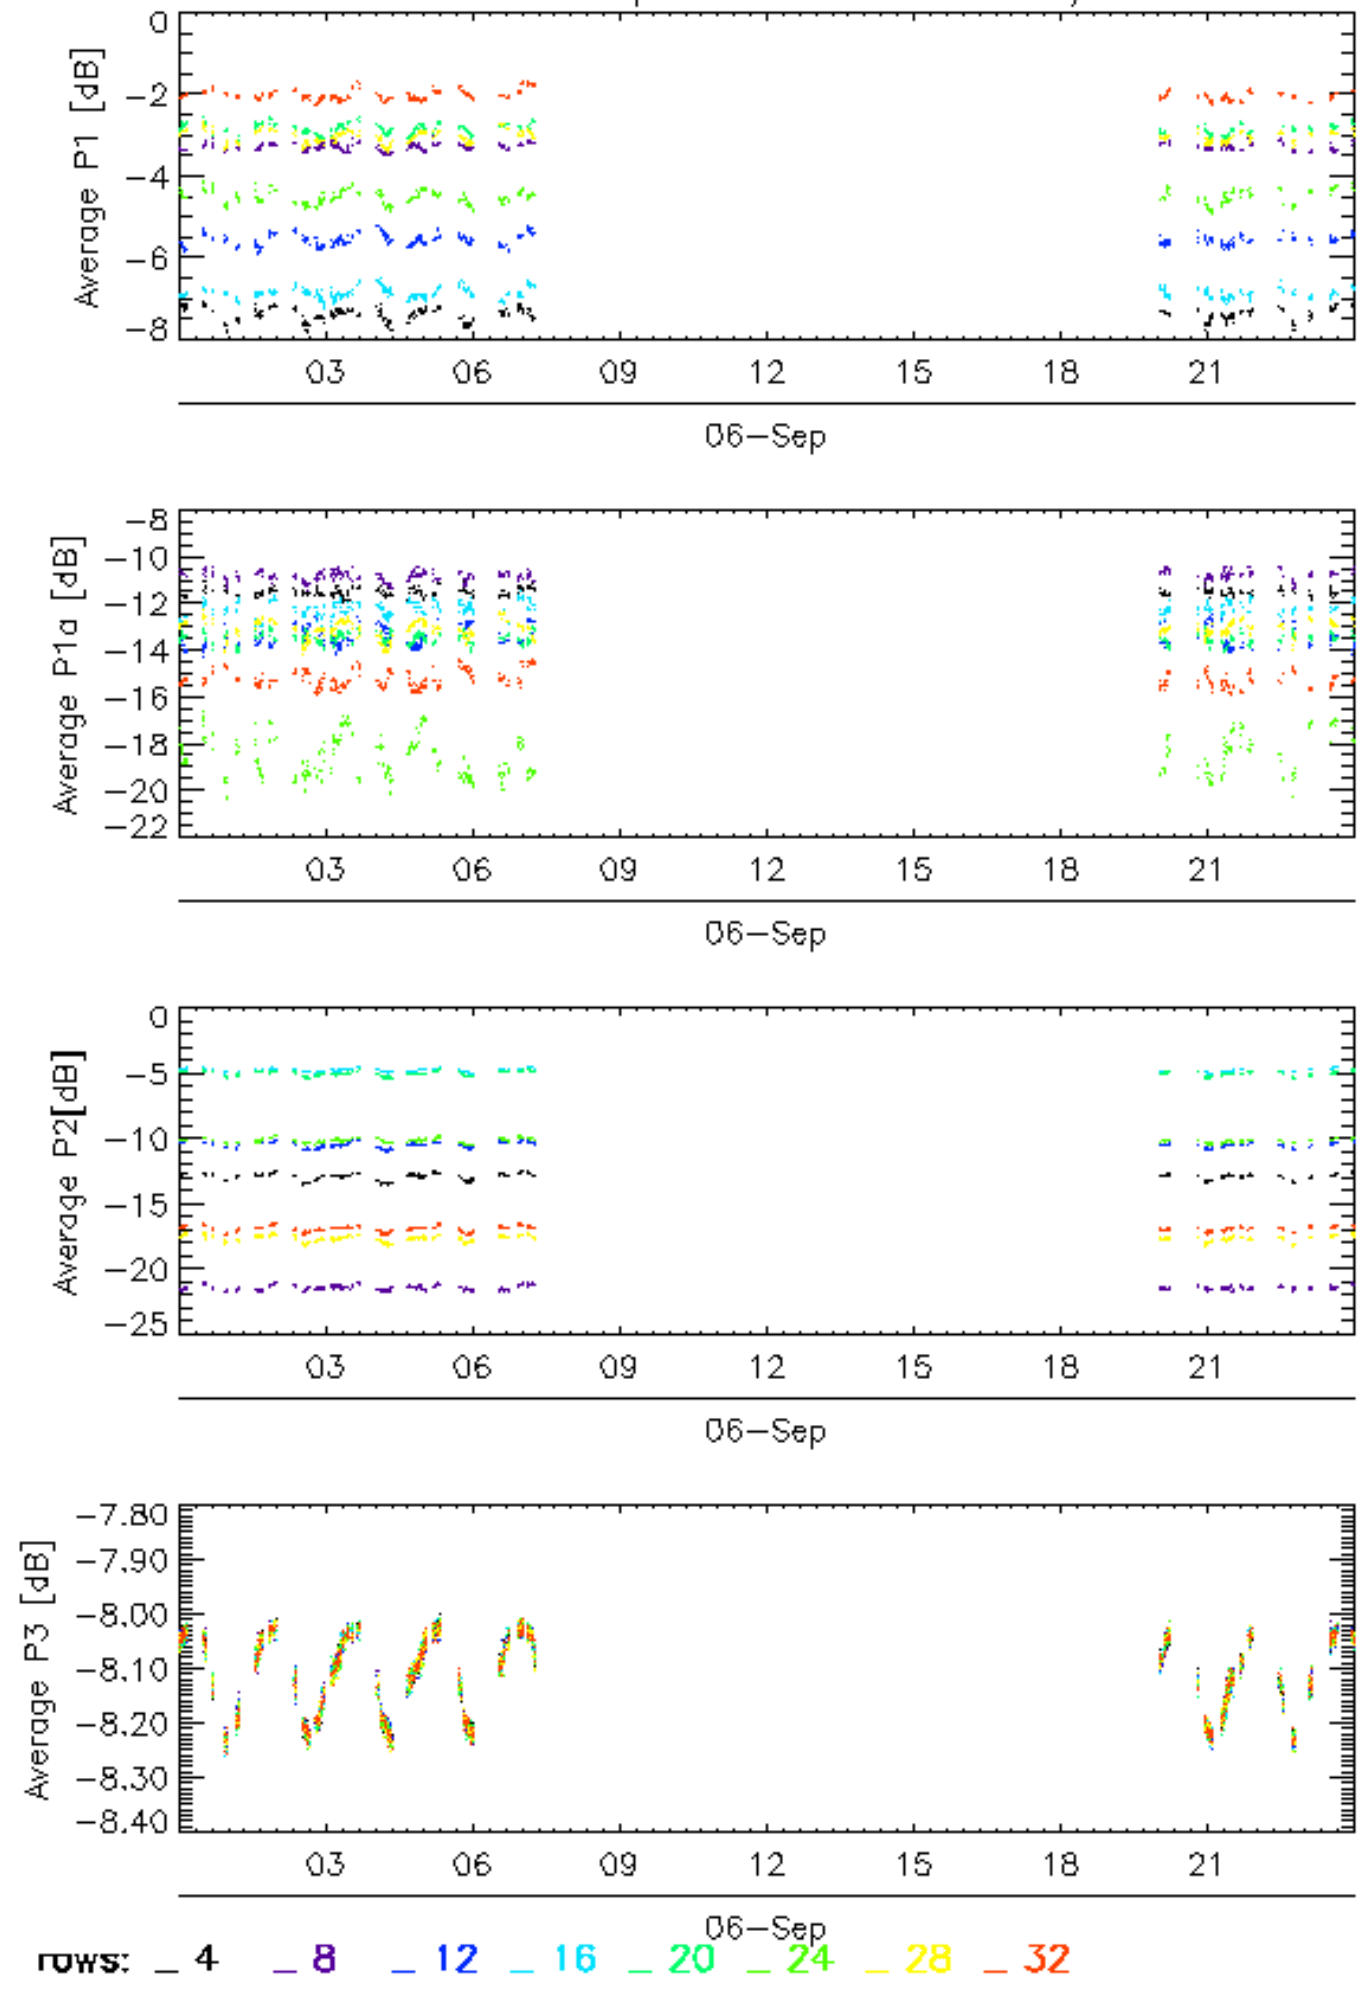 0
−2
−4
−6
−8
Average P1 [dB]
03 06 09 12 15 18 21
06−Sep
−8
−10
−12
−14
−16
−18
−20
−22
Average P1a [dB]
03 06 09 12 15 18 21
06−Sep
0
−5
−10
−15
−20
−25
Average P2[dB]
03 06 09 12 15 18 21
06−Sep
−7.80
−7.90
−8.00
−8.10
−8.20
−8.30
−8.40
Average P3 [dB]
03 06 09 12 15 18 21
06−Sep
rows: _ 4 _ 8 _ 12 _ 16 _ 20 _ 24 _ 28 _ 32